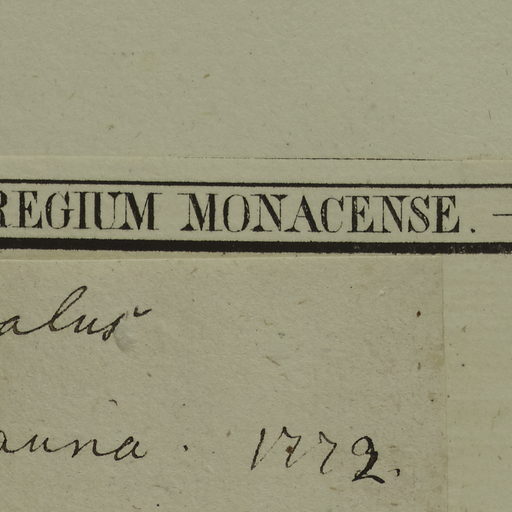 REGIUM MONACENSE. —
alus
auna. 1772.